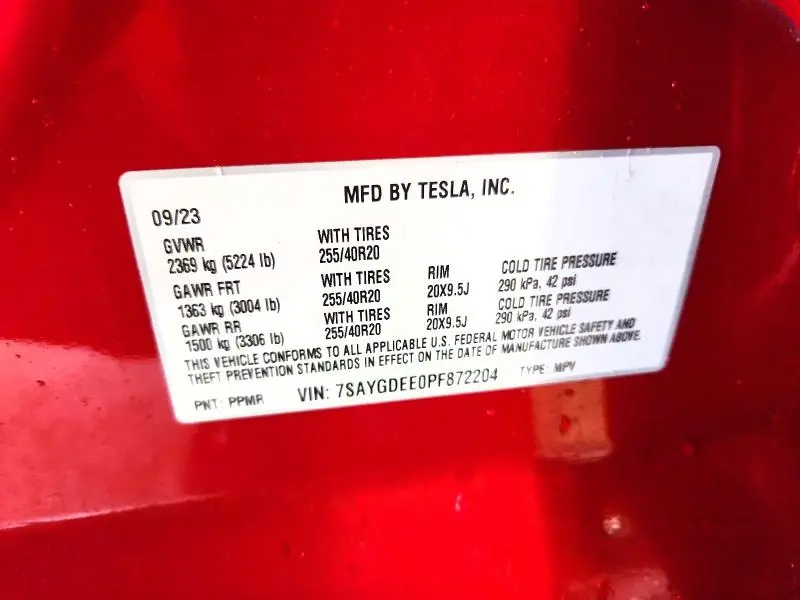 MFD BY TESLA, INC.
09/23
GVWR WITH TIRES
2369 kg (5224 lb) 255/40R20
GAWR FRT WITH TIRES RIM COLD TIRE PRESSURE
1363 kg (3004 lb) 255/40R20 20X9.5J 290 kPa, 42 psi
GAWR RR WITH TIRES RIM COLD TIRE PRESSURE
1500 kg (3306 lb) 255/40R20 20X9.5J 290 kPa, 42 psi
THIS VEHICLE CONFORMS TO ALL APPLICABLE U.S. FEDERAL MOTOR VEHICLE SAFETY AND
THEFT PREVENTION STANDARDS IN EFFECT ON THE DATE OF MANUFACTURE SHOWN ABOVE.
PNT: PPMR VIN: 7SAYGDEE0PF872204 TYPE: MPV